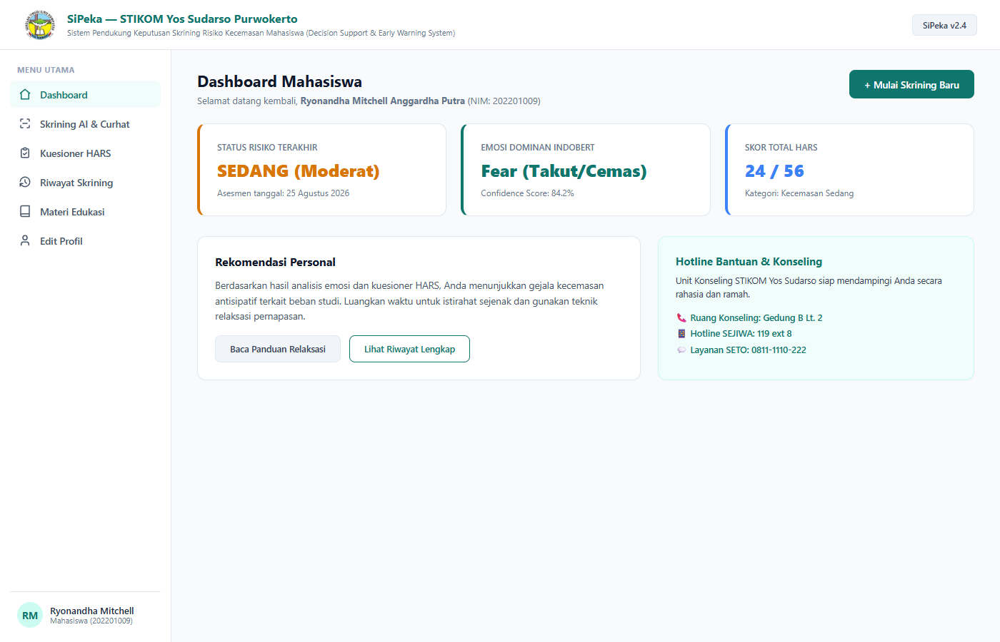 SiPeka — STIKOM Yos Sudarso Purwokerto
Sistem Pendukung Keputusan Skrining Risiko Kecemasan Mahasiswa (Decision Support & Early Warning System)
SiPeka v2.4
MENU UTAMA
Dashboard
Skrining AI & Curhat
Kuesioner HARS
Riwayat Skrining
Materi Edukasi
Edit Profil
Dashboard Mahasiswa
Selamat datang kembali, Ryonandha Mitchell Anggardha Putra (NIM: 202201009)
+ Mulai Skrining Baru
STATUS RISIKO TERAKHIR
SEDANG (Moderat)
Asesmen tanggal: 25 Agustus 2026
EMOSI DOMINAN INDOBERT
Fear (Takut/Cemas)
Confidence Score: 84.2%
SKOR TOTAL HARS
24 / 56
Kategori: Kecemasan Sedang
Rekomendasi Personal
Berdasarkan hasil analisis emosi dan kuesioner HARS, Anda menunjukkan gejala kecemasan
antisipatif terkait beban studi. Luangkan waktu untuk istirahat sejenak dan gunakan teknik
relaksasi pernapasan.
Baca Panduan Relaksasi
Lihat Riwayat Lengkap
Hotline Bantuan & Konseling
Unit Konseling STIKOM Yos Sudarso siap mendampingi Anda secara
rahasia dan ramah.
Ruang Konseling: Gedung B Lt. 2
Hotline SEJIWA: 119 ext 8
Layanan SETO: 0811-1110-222
RM
Ryonandha Mitchell
Mahasiswa (202201009)